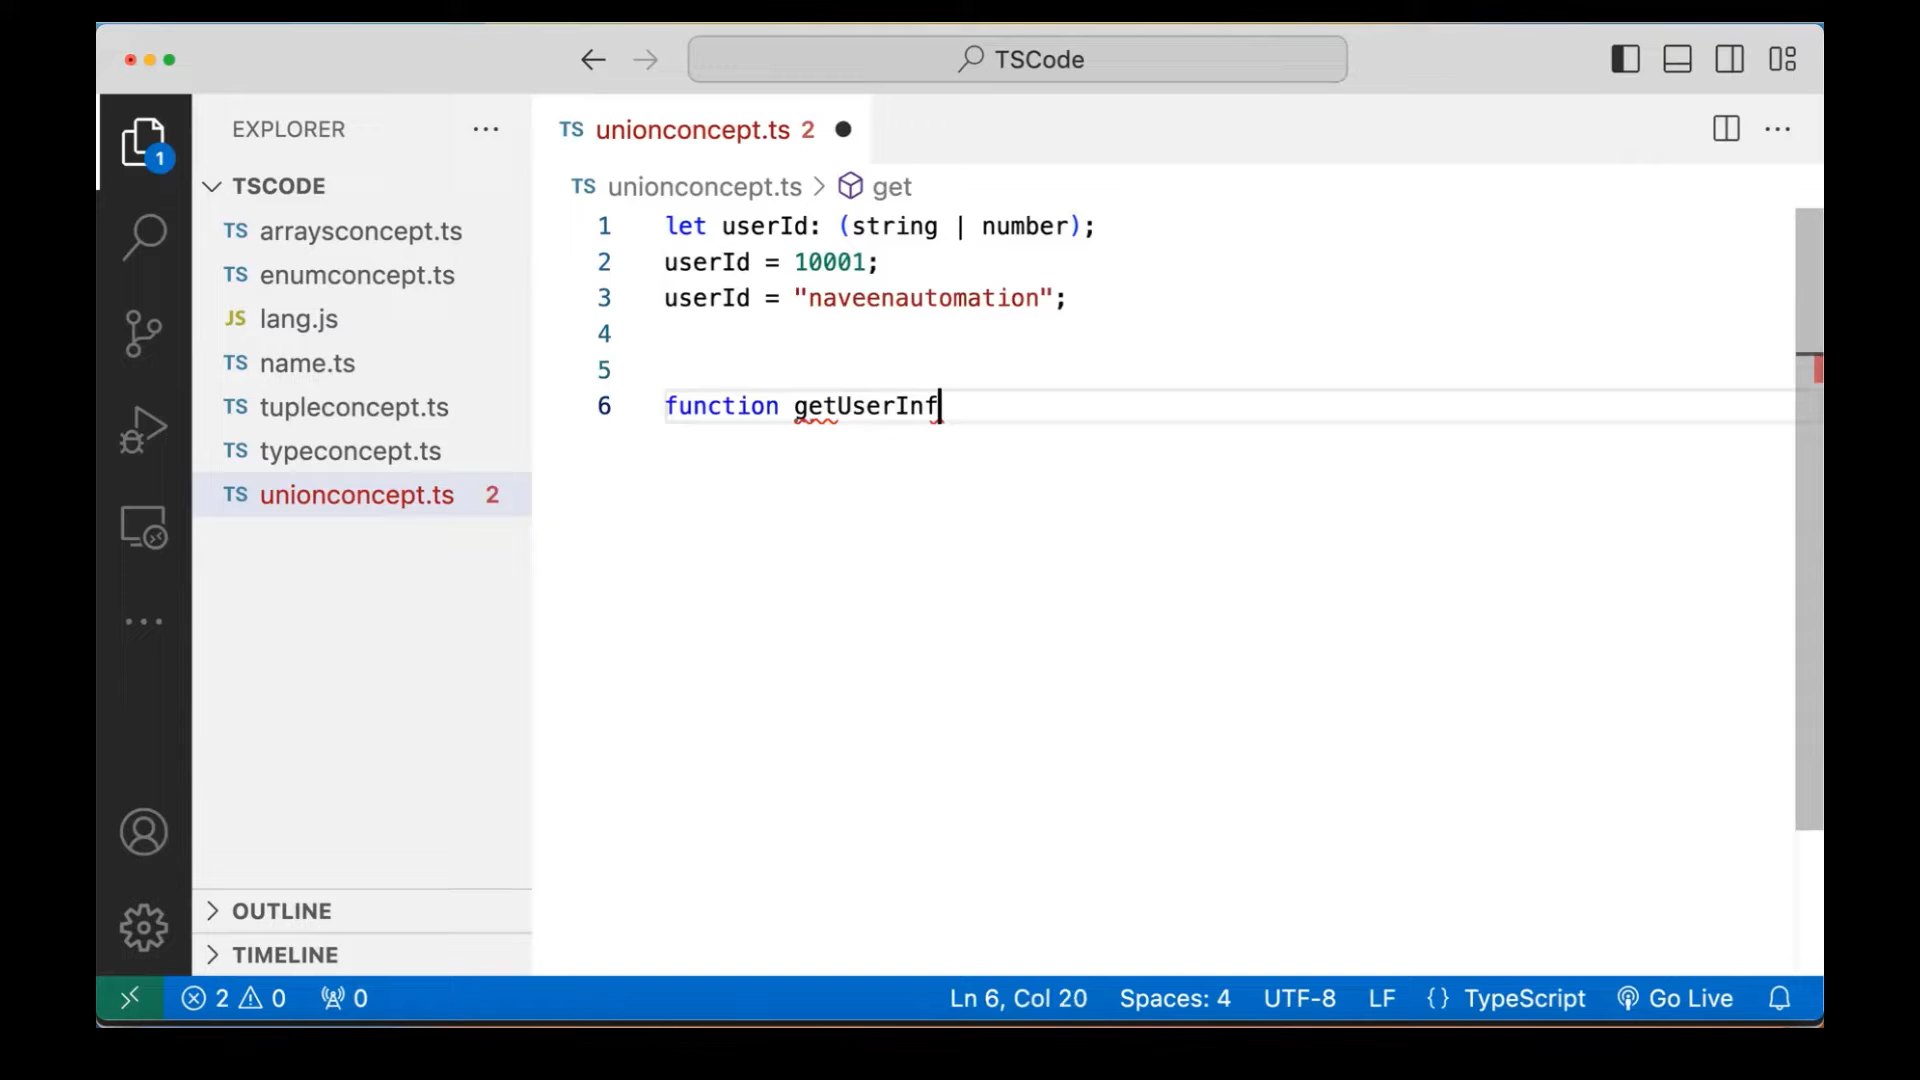 TSCode
1
EXPLORER
TSCODE
TS arraysconcept.ts
TS enumconcept.ts
JS lang.js
TS name.ts
TS tupleconcept.ts
TS typeconcept.ts
TS unionconcept.ts 2
OUTLINE
TIMELINE
TS unionconcept.ts 2
TS unionconcept.ts > get
1 let userId: (string | number);
2 userId = 10001;
3 userId = "naveenautomation";
4
5
6 function getUserInf
2 0 0 Ln 6, Col 20 Spaces: 4 UTF-8 LF {} TypeScript Go Live